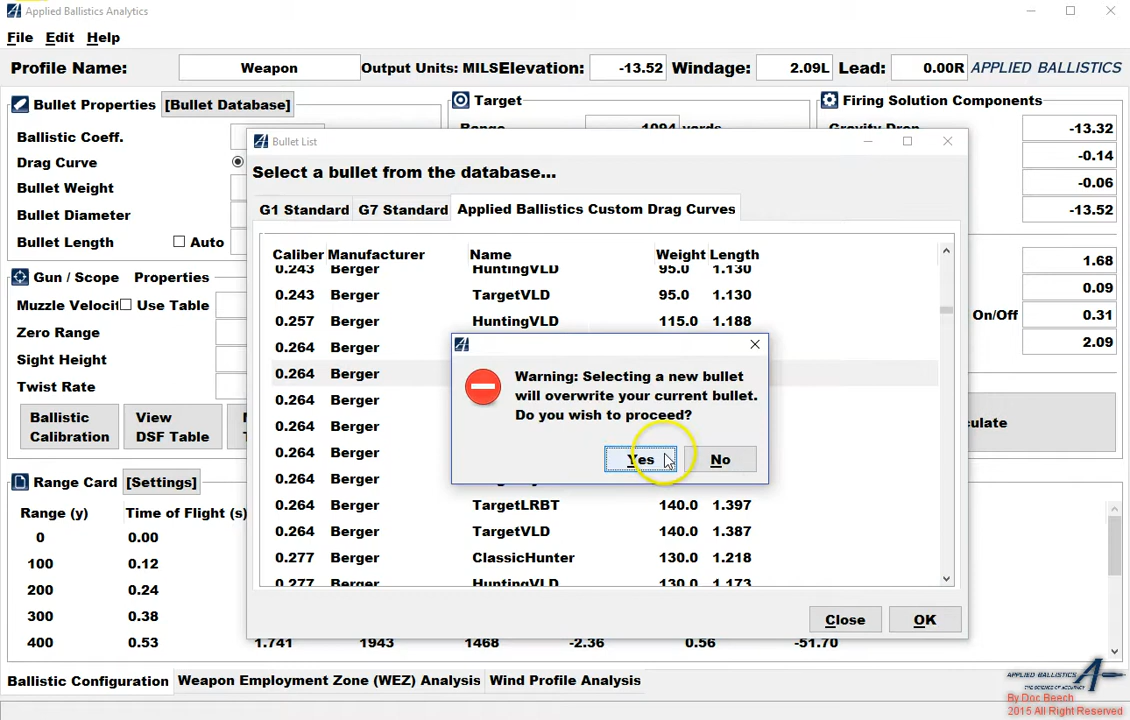 Applied Ballistics Analytics
File Edit Help
Profile Name: Weapon Output Units: MILS Elevation: -13.52 Windage: 2.09L Lead: 0.00R APPLIED BALLISTICS
Bullet Properties [Bullet Database]
Ballistic Coeff.
Drag Curve
Bullet Weight
Bullet Diameter
Bullet Length Auto
Gun / Scope Properties
Muzzle Velocit Use Table
Zero Range
Sight Height
Twist Rate
Ballistic Calibration
View DSF Table
Target
Range 1094 yards
Firing Solution Components
Gravity Drop -13.32
-0.14
-0.06
-13.52
1.68
0.09
On/Off 0.31
2.09
culate
Bullet List
Select a bullet from the database...
G1 Standard G7 Standard Applied Ballistics Custom Drag Curves
Caliber Manufacturer Name Weight Length
0.243 Berger HuntingVLD 95.0 1.130
0.243 Berger TargetVLD 95.0 1.130
0.257 Berger HuntingVLD 115.0 1.188
0.264 Berger
0.264 Berger
0.264 Berger
0.264 Berger
0.264 Berger
0.264 Berger
0.264 Berger TargetLRBT 140.0 1.397
0.264 Berger TargetVLD 140.0 1.387
0.277 Berger ClassicHunter 130.0 1.218
0.277 Berger HuntingVLD 130.0 1.173
Close OK
Warning: Selecting a new bullet
will overwrite your current bullet.
Do you wish to proceed?
Yes No
Range Card [Settings]
Range (y) Time of Flight (s)
0 0.00
100 0.12
200 0.24
300 0.38
400 0.53 1.741 1943 1468 -2.36 0.56 -51.70
Ballistic Configuration Weapon Employment Zone (WEZ) Analysis Wind Profile Analysis
APPLIED BALLISTICS
THE SCIENCE OF ACCURACY
By Doc Beech
2015 All Right Reserved